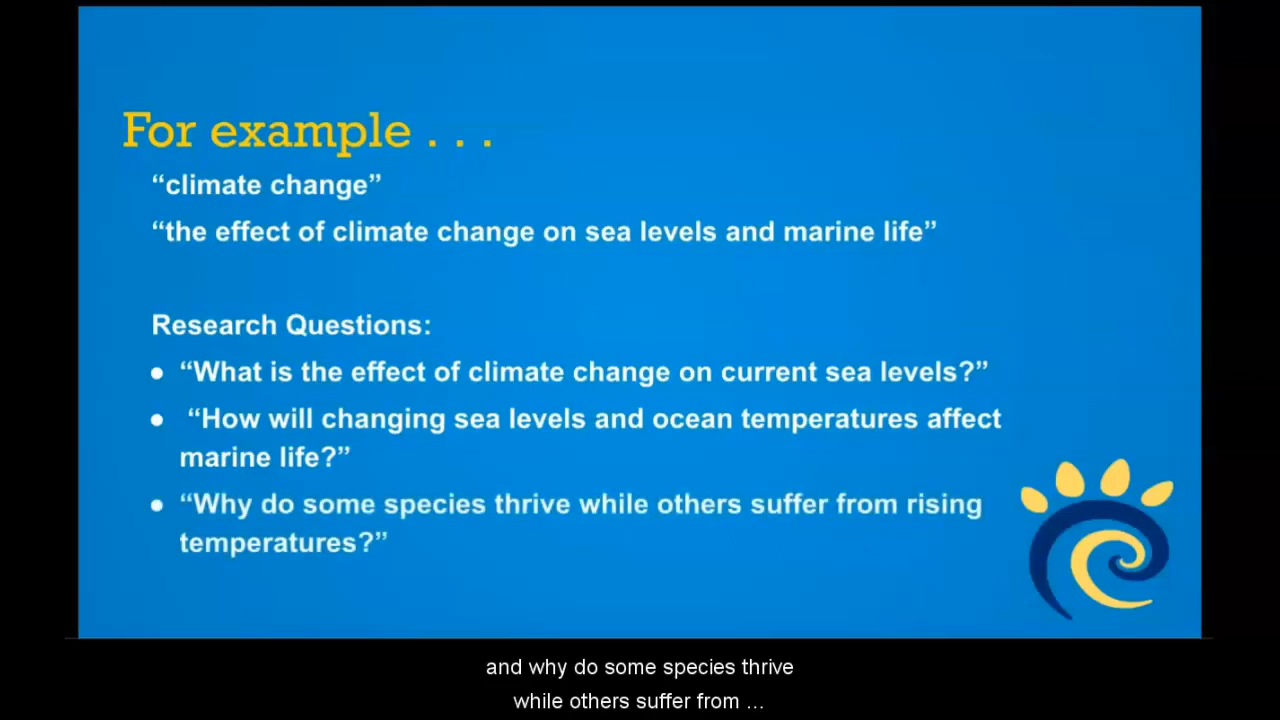 For example . . .
“climate change”
“the effect of climate change on sea levels and marine life”
Research Questions:
● “What is the effect of climate change on current sea levels?”
● “How will changing sea levels and ocean temperatures affect
marine life?”
● “Why do some species thrive while others suffer from rising
temperatures?”
and why do some species thrive
while others suffer from ...